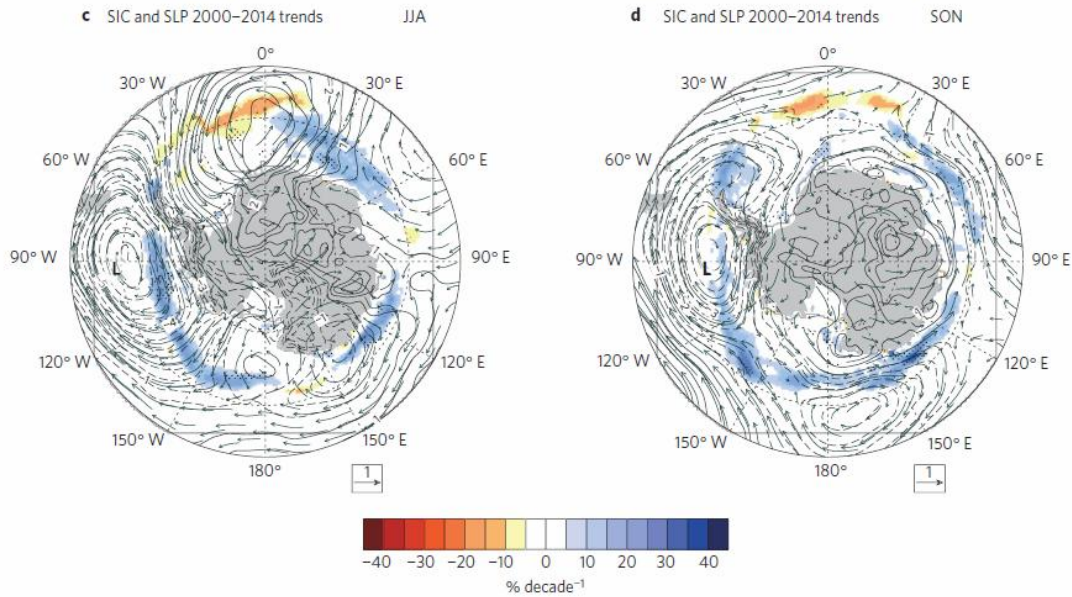 c SIC and SLP 2000–2014 trends JJA
d SIC and SLP 2000–2014 trends SON
0°
30° W
30° E
60° W
60° E
90° W
L
90° E
120° W
120° E
150° W
150° E
180°
1
2
0°
30° W
30° E
60° W
60° E
90° W
L
90° E
120° W
120° E
150° W
150° E
180°
1
−40 −30 −20 −10 0 10 20 30 40
% decade⁻¹